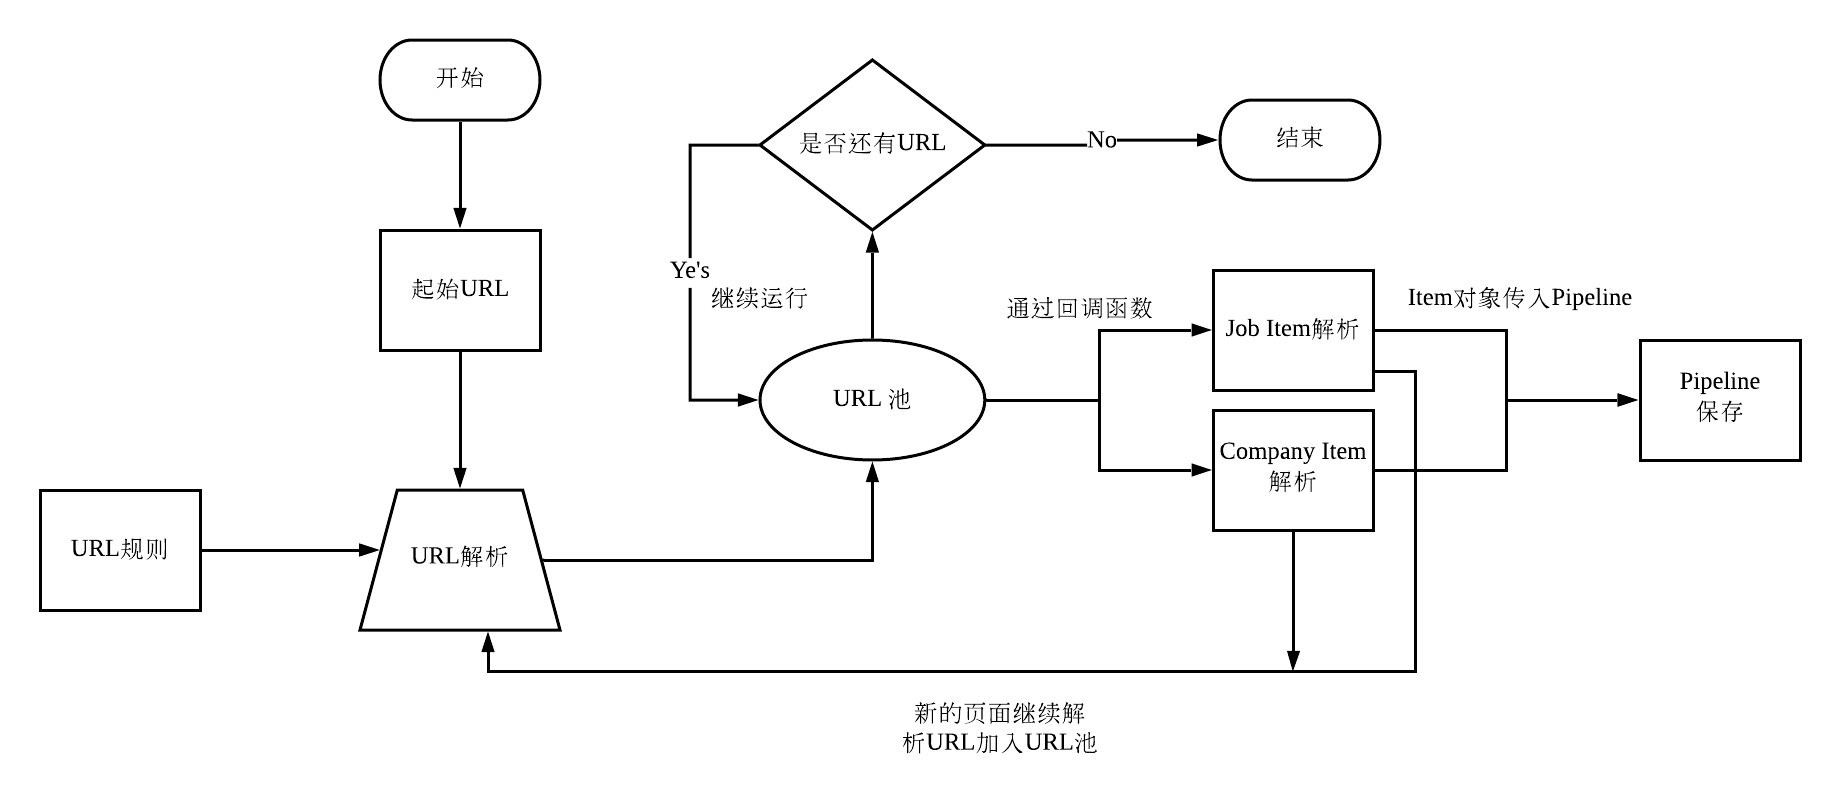 开始
起始URL
URL规则
URL解析
是否还有URL
No
结束
Ye's
继续运行
URL 池
通过回调函数
Job Item解析
Company Item
解析
Item对象传入Pipeline
Pipeline
保存
新的页面继续解
析URL加入URL池